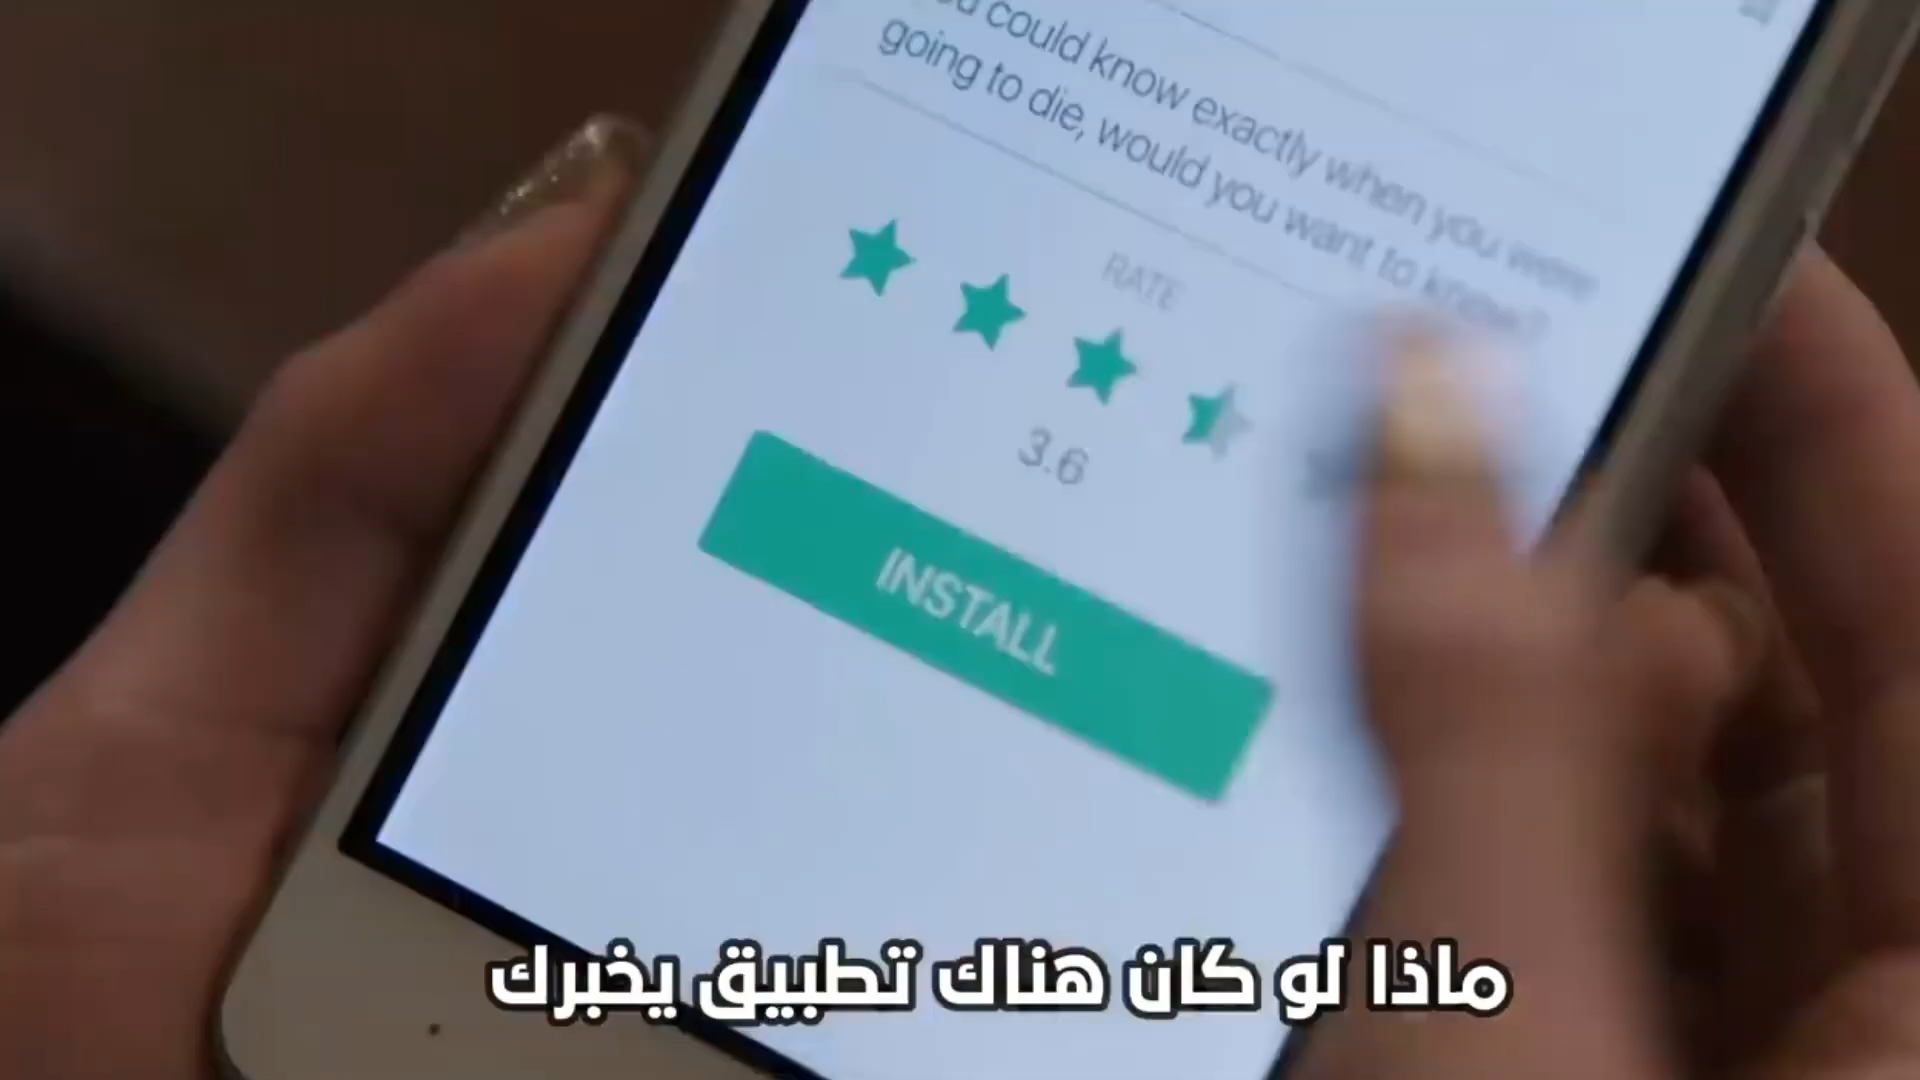 could know exactly when you were
going to die, would you want to know?
RATE
3.6
INSTALL
ماذا لو كان هناك تطبيق يخبرك